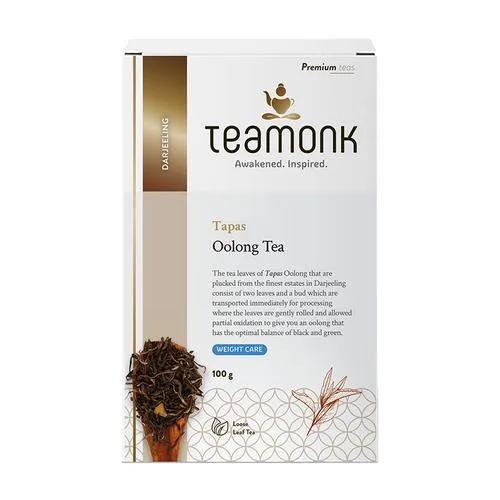 Premium teas
DARJEELING
TEAMONK
Awakened. Inspired.
Tapas
Oolong Tea
The tea leaves of Tapas Oolong that are
plucked from the finest estates in Darjeeling
consist of two leaves and a bud which are
transported immediately for processing
where the leaves are gently rolled and allowed
partial oxidation to give you an oolong that
has the optimal balance of black and green.
WEIGHT CARE
100 g
Loose
Leaf Tea